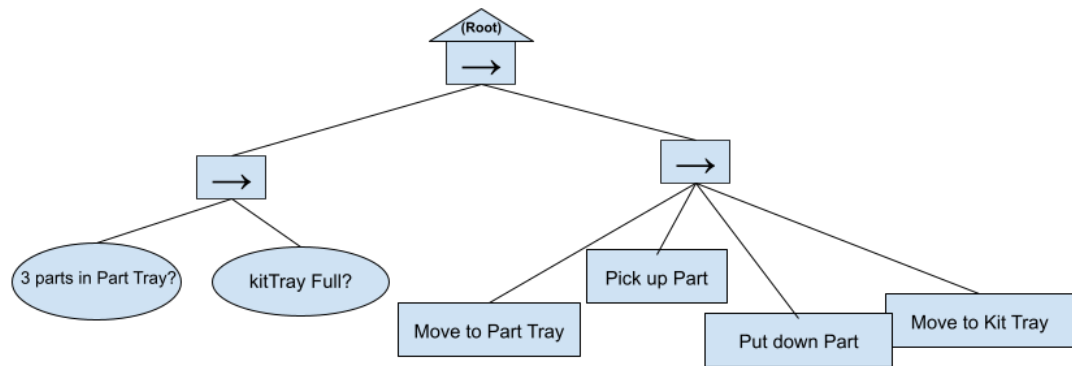 (Root)
→
→
→
3 parts in Part Tray?
kitTray Full?
Move to Part Tray
Pick up Part
Put down Part
Move to Kit Tray